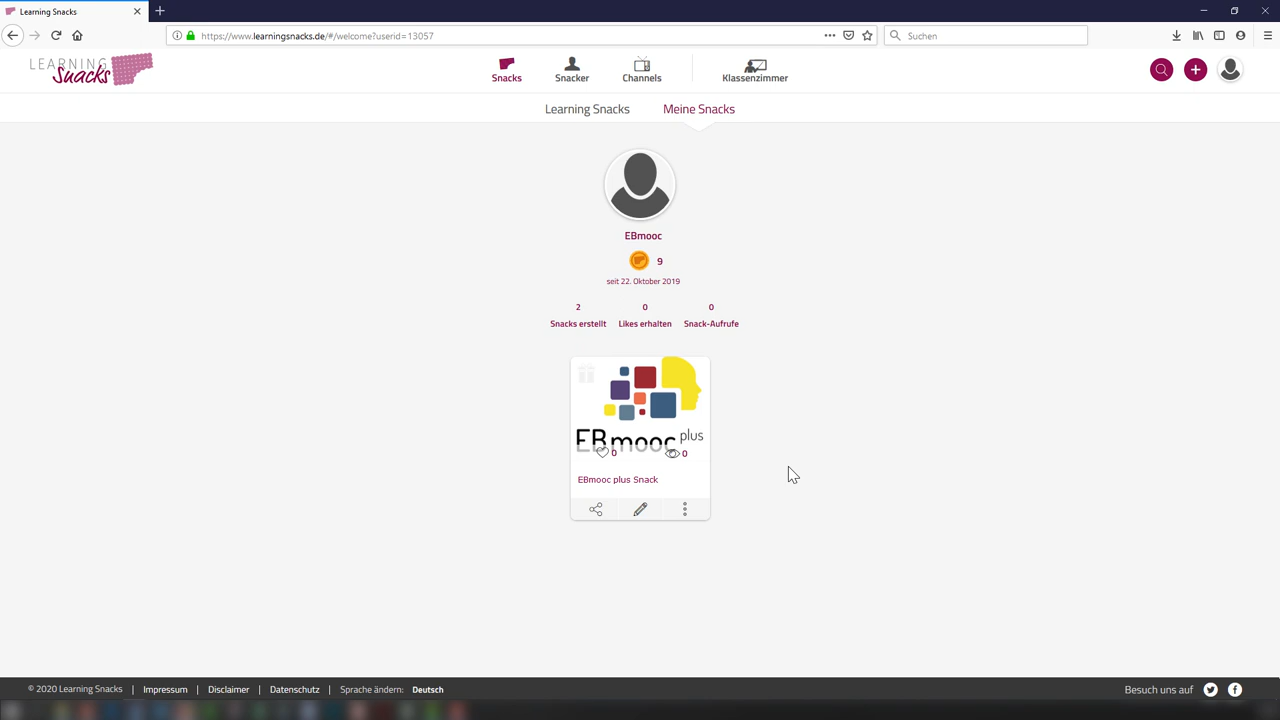 Learning Snacks
https://www.learningsnacks.de/#/welcome?userid=13057
Suchen
LEARNING
Snacks
Snacks
Snacker
Channels
Klassenzimmer
Learning Snacks
Meine Snacks
EBmooc
9
seit 22. Oktober 2019
2
0
0
Snacks erstellt
Likes erhalten
Snack-Aufrufe
EBmooc plus
0
0
EBmooc plus Snack
© 2020 Learning Snacks
Impressum
Disclaimer
Datenschutz
Sprache ändern: Deutsch
Besuch uns auf